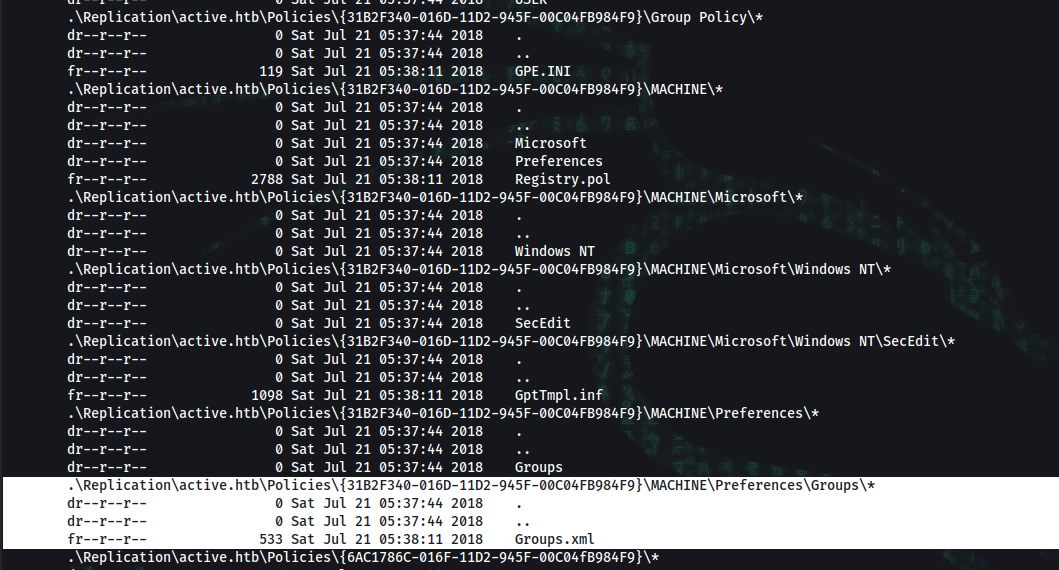 dr--r--r-- 0 Sat Jul 21 05:37:44 2018 USER
.\Replication\active.htb\Policies\{31B2F340-016D-11D2-945F-00C04FB984F9}\Group Policy\*
dr--r--r-- 0 Sat Jul 21 05:37:44 2018 .
dr--r--r-- 0 Sat Jul 21 05:37:44 2018 ..
fr--r--r-- 119 Sat Jul 21 05:38:11 2018 GPE.INI
.\Replication\active.htb\Policies\{31B2F340-016D-11D2-945F-00C04FB984F9}\MACHINE\*
dr--r--r-- 0 Sat Jul 21 05:37:44 2018 .
dr--r--r-- 0 Sat Jul 21 05:37:44 2018 ..
dr--r--r-- 0 Sat Jul 21 05:37:44 2018 Microsoft
dr--r--r-- 0 Sat Jul 21 05:37:44 2018 Preferences
fr--r--r-- 2788 Sat Jul 21 05:38:11 2018 Registry.pol
.\Replication\active.htb\Policies\{31B2F340-016D-11D2-945F-00C04FB984F9}\MACHINE\Microsoft\*
dr--r--r-- 0 Sat Jul 21 05:37:44 2018 .
dr--r--r-- 0 Sat Jul 21 05:37:44 2018 ..
dr--r--r-- 0 Sat Jul 21 05:37:44 2018 Windows NT
.\Replication\active.htb\Policies\{31B2F340-016D-11D2-945F-00C04FB984F9}\MACHINE\Microsoft\Windows NT\*
dr--r--r-- 0 Sat Jul 21 05:37:44 2018 .
dr--r--r-- 0 Sat Jul 21 05:37:44 2018 ..
dr--r--r-- 0 Sat Jul 21 05:37:44 2018 SecEdit
.\Replication\active.htb\Policies\{31B2F340-016D-11D2-945F-00C04FB984F9}\MACHINE\Microsoft\Windows NT\SecEdit\*
dr--r--r-- 0 Sat Jul 21 05:37:44 2018 .
dr--r--r-- 0 Sat Jul 21 05:37:44 2018 ..
fr--r--r-- 1098 Sat Jul 21 05:38:11 2018 GptTmpl.inf
.\Replication\active.htb\Policies\{31B2F340-016D-11D2-945F-00C04FB984F9}\MACHINE\Preferences\*
dr--r--r-- 0 Sat Jul 21 05:37:44 2018 .
dr--r--r-- 0 Sat Jul 21 05:37:44 2018 ..
dr--r--r-- 0 Sat Jul 21 05:37:44 2018 Groups
.\Replication\active.htb\Policies\{31B2F340-016D-11D2-945F-00C04FB984F9}\MACHINE\Preferences\Groups\*
dr--r--r-- 0 Sat Jul 21 05:37:44 2018 .
dr--r--r-- 0 Sat Jul 21 05:37:44 2018 ..
fr--r--r-- 533 Sat Jul 21 05:38:11 2018 Groups.xml
.\Replication\active.htb\Policies\{6AC1786C-016F-11D2-945F-00C04fB984F9}\*